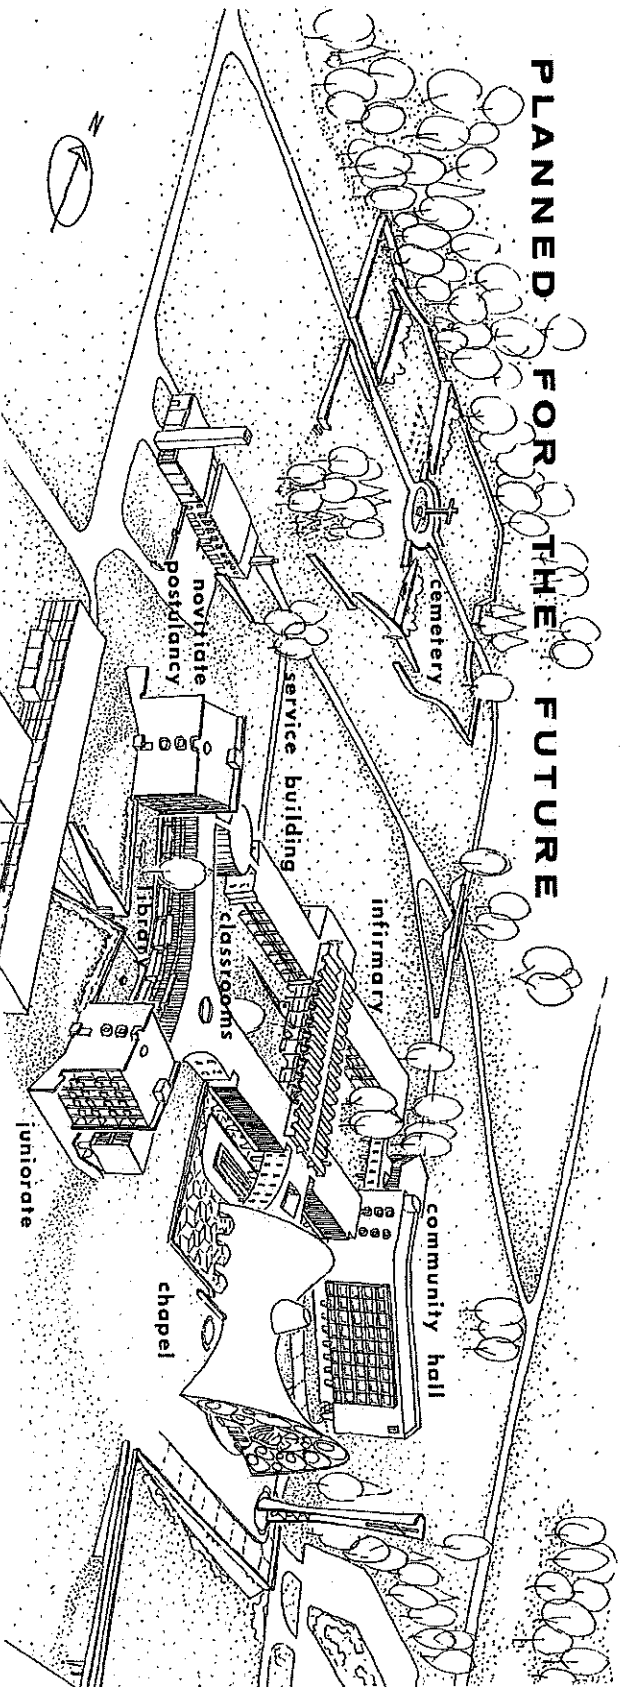 PLANNED FOR THE FUTURE
N
cemetery
novitiate
postulancy
service building
infirmary
library
classrooms
community hall
juniorate
chapel